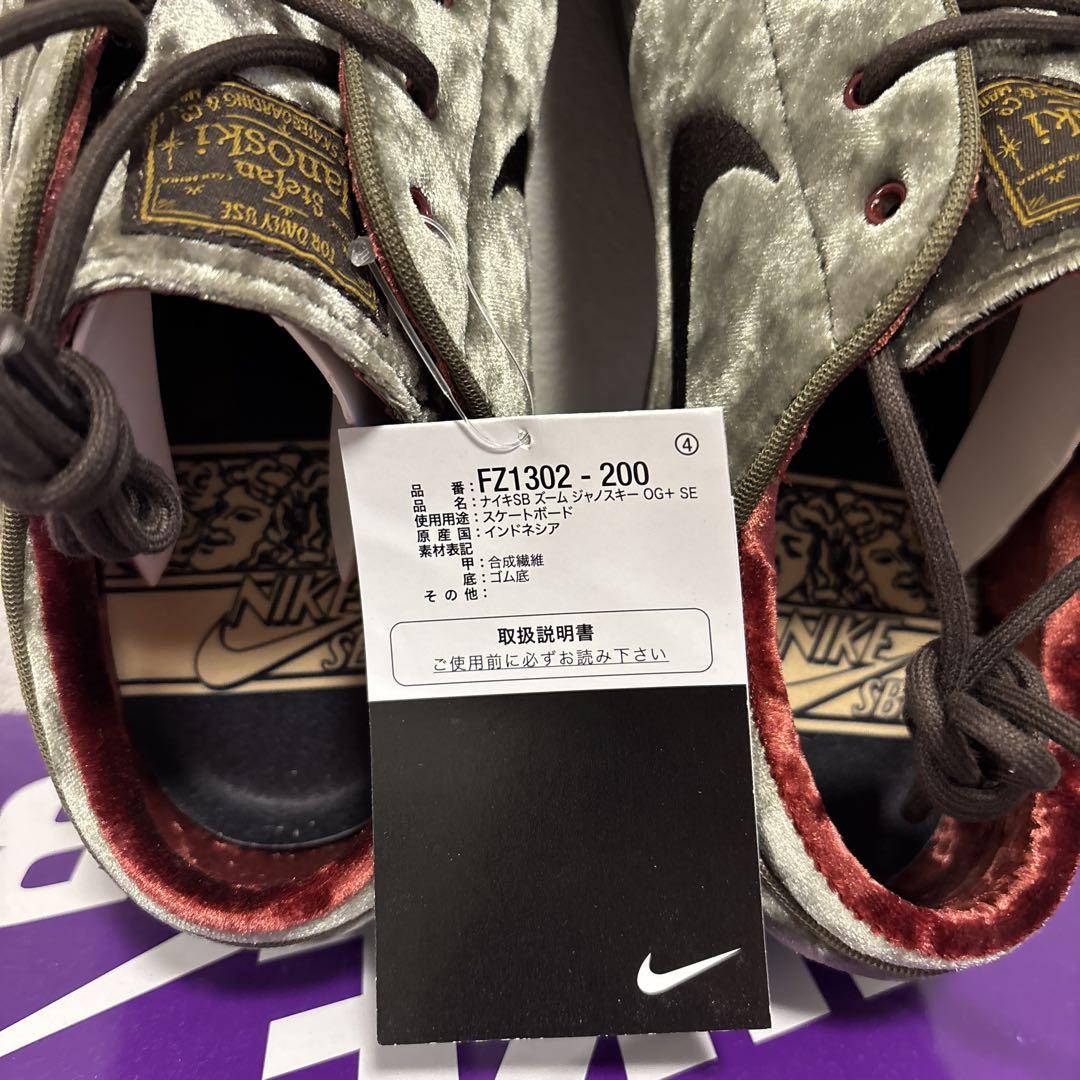 SKATEBOARDING &
Stefan
Janoski
FOR DAILY USE
④
品番:FZ1302 - 200
品名:ナイキSB ズーム ジャノスキー OG+ SE
使用用途:スケートボード
原産国:インドネシア
素材表記
甲:合成繊維
底:ゴム底
その他:
取扱説明書
ご使用前に必ずお読み下さい
NIKE
SB
NIKE
SB